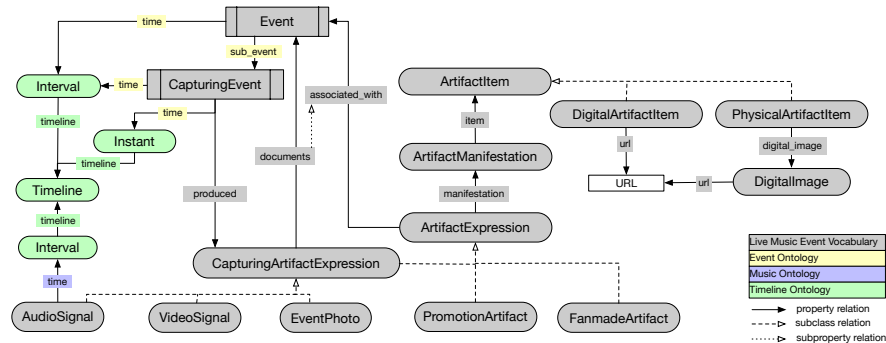 Event
time
sub_event
CapturingEvent
Interval
time
associated_with
ArtifactItem
time
timeline
Instant
DigitalArtifactItem
PhysicalArtifactItem
item
url
digital_image
timeline
documents
ArtifactManifestation
Timeline
produced
manifestation
URL
url
DigitalImage
timeline
ArtifactExpression
Interval
CapturingArtifactExpression
time
AudioSignal
VideoSignal
EventPhoto
PromotionArtifact
FanmadeArtifact
Live Music Event Vocabulary
Event Ontology
Music Ontology
Timeline Ontology
property relation
subclass relation
subproperty relation